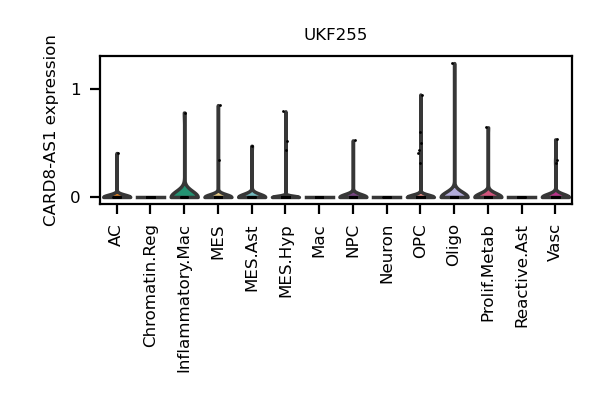 UKF255
CARD8-AS1 expression
1
0
AC
Chromatin.Reg
Inflammatory.Mac
MES
MES.Ast
MES.Hyp
Mac
NPC
Neuron
OPC
Oligo
Prolif.Metab
Reactive.Ast
Vasc